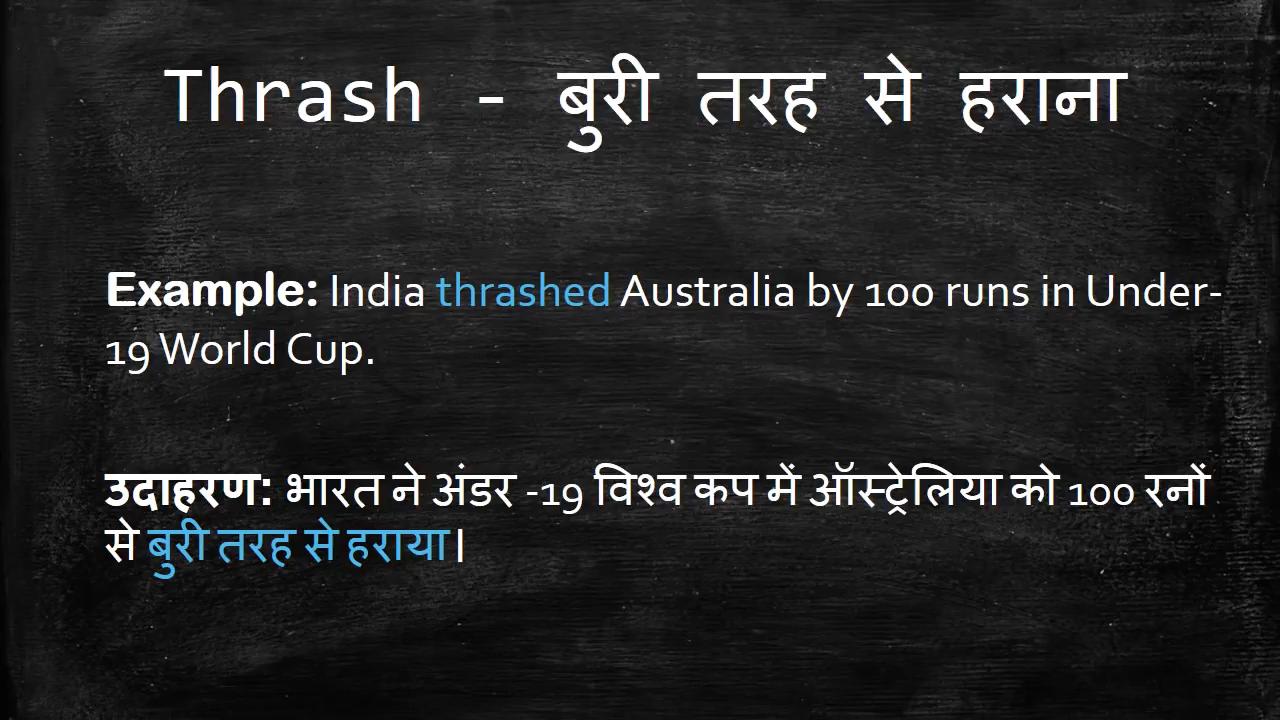 Thrash - बुरी तरह से हराना
Example: India thrashed Australia by 100 runs in Under-
19 World Cup.
उदाहरण: भारत ने अंडर -19 विश्व कप में ऑस्ट्रेलिया को 100 रनों
से बुरी तरह से हराया।